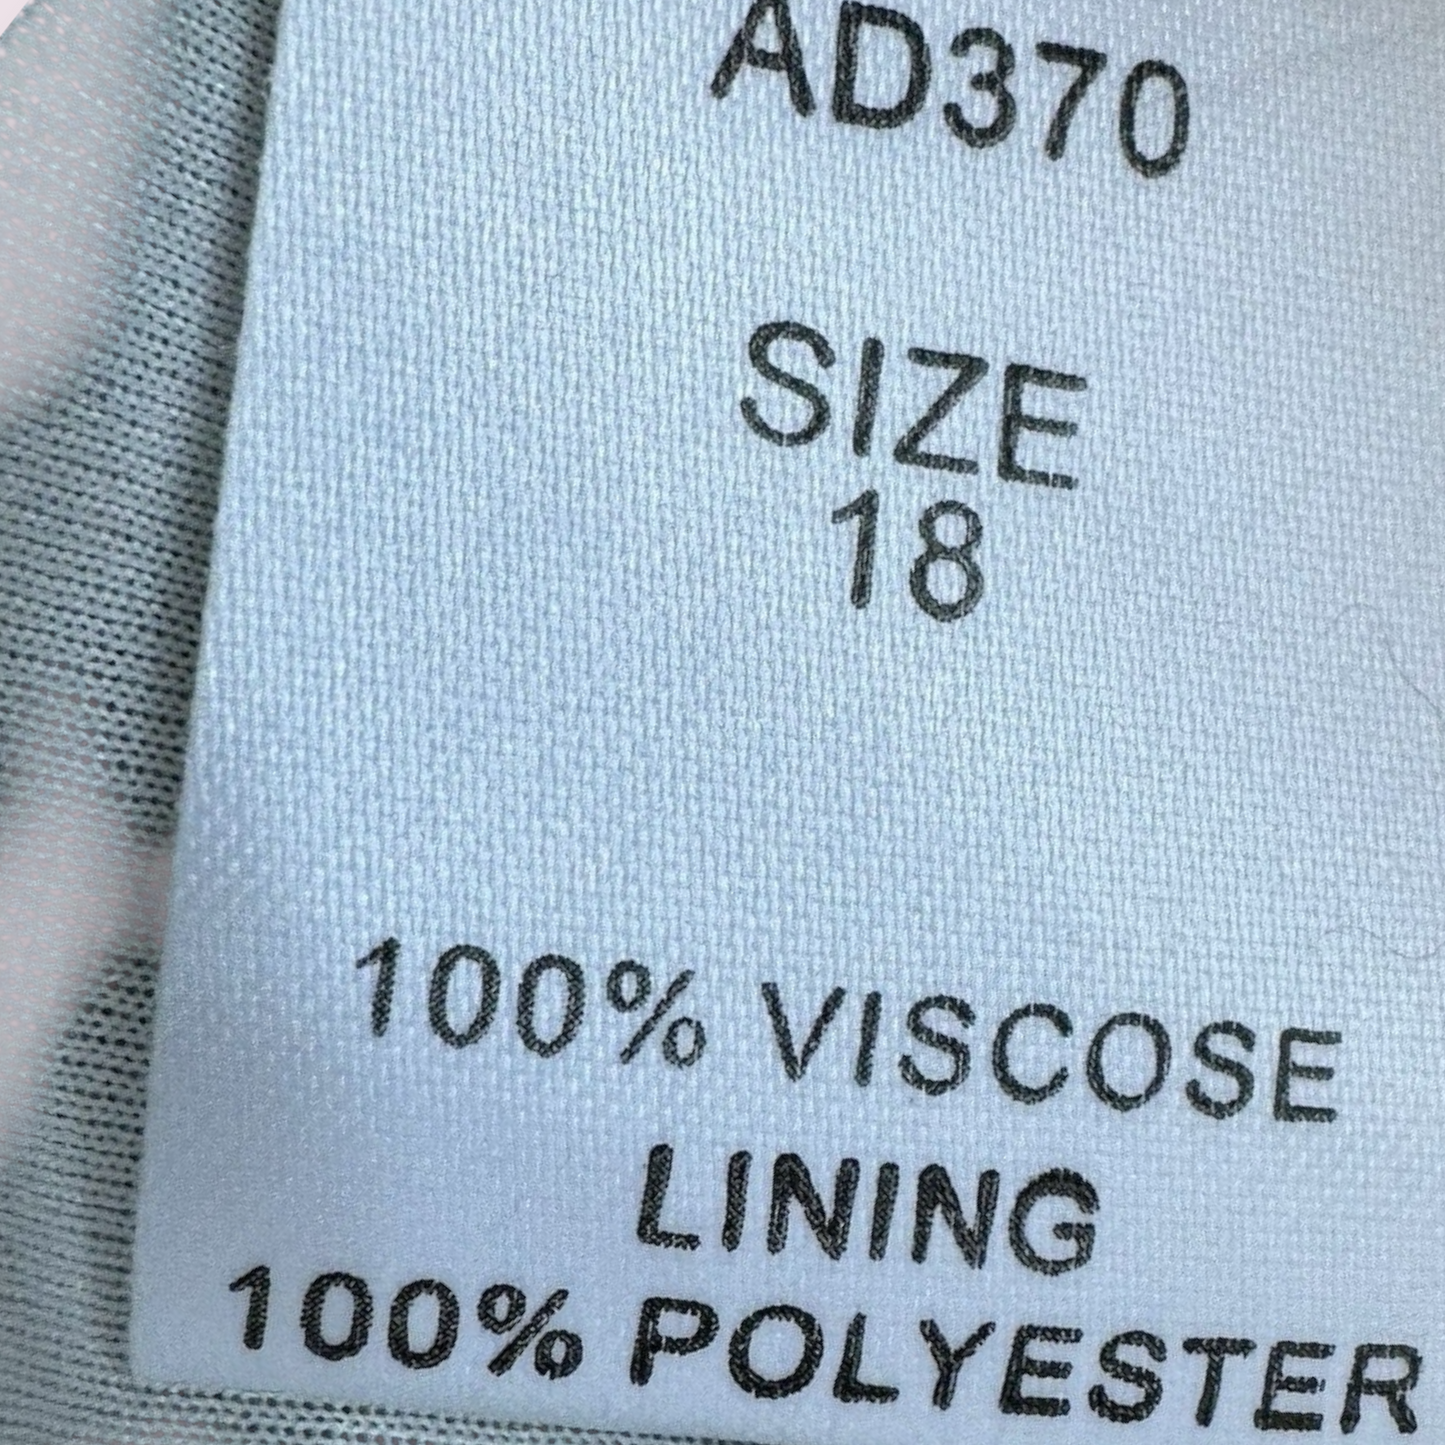 AD370
SIZE
18
100% VISCOSE
LINING
100% POLYESTER